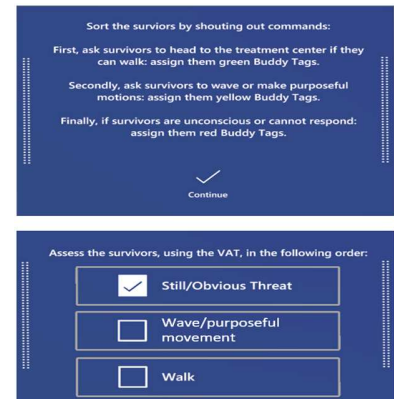 Sort the surviors by shouting out commands:
First, ask survivors to head to the treatment center if they
can walk: assign them green Buddy Tags.
Secondly, ask survivors to wave or make purposeful
motions: assign them yellow Buddy Tags.
Finally, if survivors are unconscious or cannot respond:
assign them red Buddy Tags.
Continue
Assess the survivors, using the VAT, in the following order:
Still/Obvious Threat
Wave/purposeful
movement
Walk